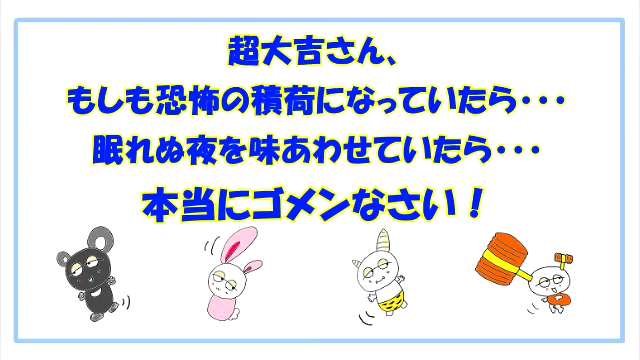 超大吉さん、
もしも恐怖の積荷になっていたら・・・
眠れぬ夜を味あわせていたら・・・
本当にゴメンなさい！